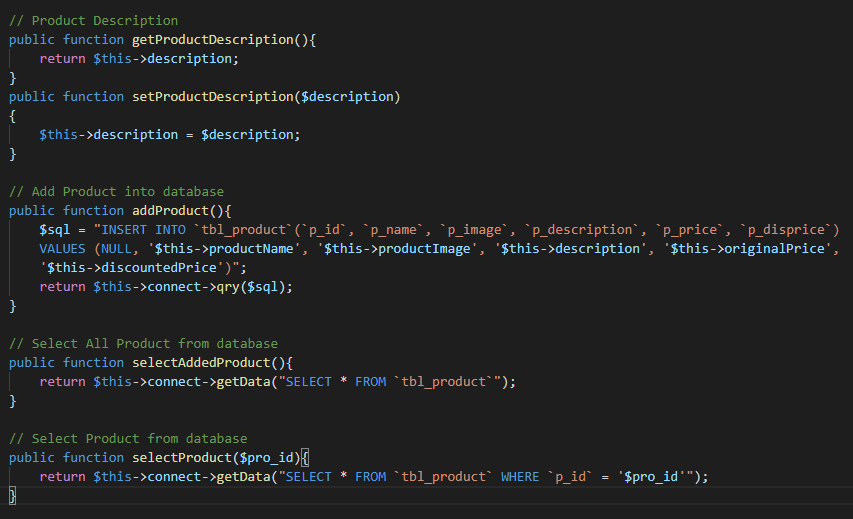 // Product Description
public function getProductDescription(){
    return $this->description;
}
public function setProductDescription($description)
{
    $this->description = $description;
}

// Add Product into database
public function addProduct(){
    $sql = "INSERT INTO `tbl_product`(`p_id`, `p_name`, `p_image`, `p_description`, `p_price`, `p_disprice`)
    VALUES (NULL, '$this->productName', '$this->productImage', '$this->description', '$this->originalPrice',
    '$this->discountedPrice')";
    return $this->connect->qry($sql);
}

// Select All Product from database
public function selectAddedProduct(){
    return $this->connect->getData("SELECT * FROM `tbl_product`");
}

// Select Product from database
public function selectProduct($pro_id){
    return $this->connect->getData("SELECT * FROM `tbl_product` WHERE `p_id` = '$pro_id'");
}